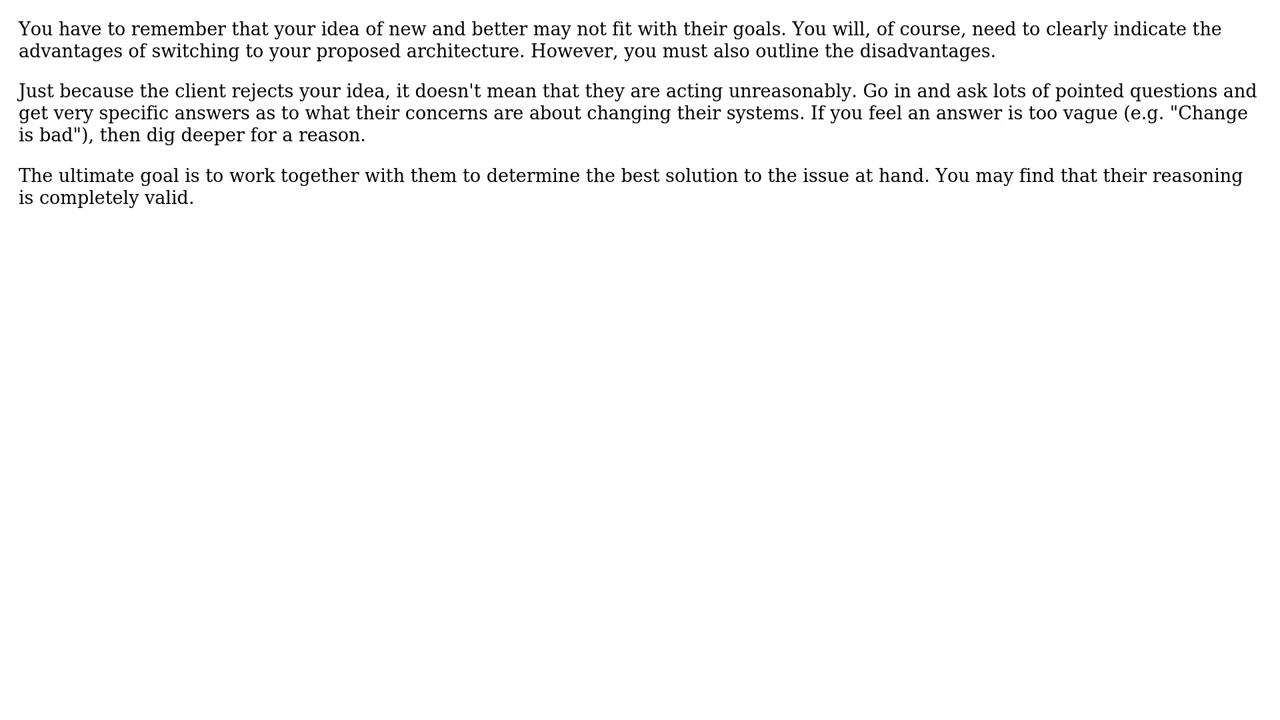 You have to remember that your idea of new and better may not fit with their goals. You will, of course, need to clearly indicate the
advantages of switching to your proposed architecture. However, you must also outline the disadvantages.
Just because the client rejects your idea, it doesn't mean that they are acting unreasonably. Go in and ask lots of pointed questions and
get very specific answers as to what their concerns are about changing their systems. If you feel an answer is too vague (e.g. "Change
is bad"), then dig deeper for a reason.
The ultimate goal is to work together with them to determine the best solution to the issue at hand. You may find that their reasoning
is completely valid.